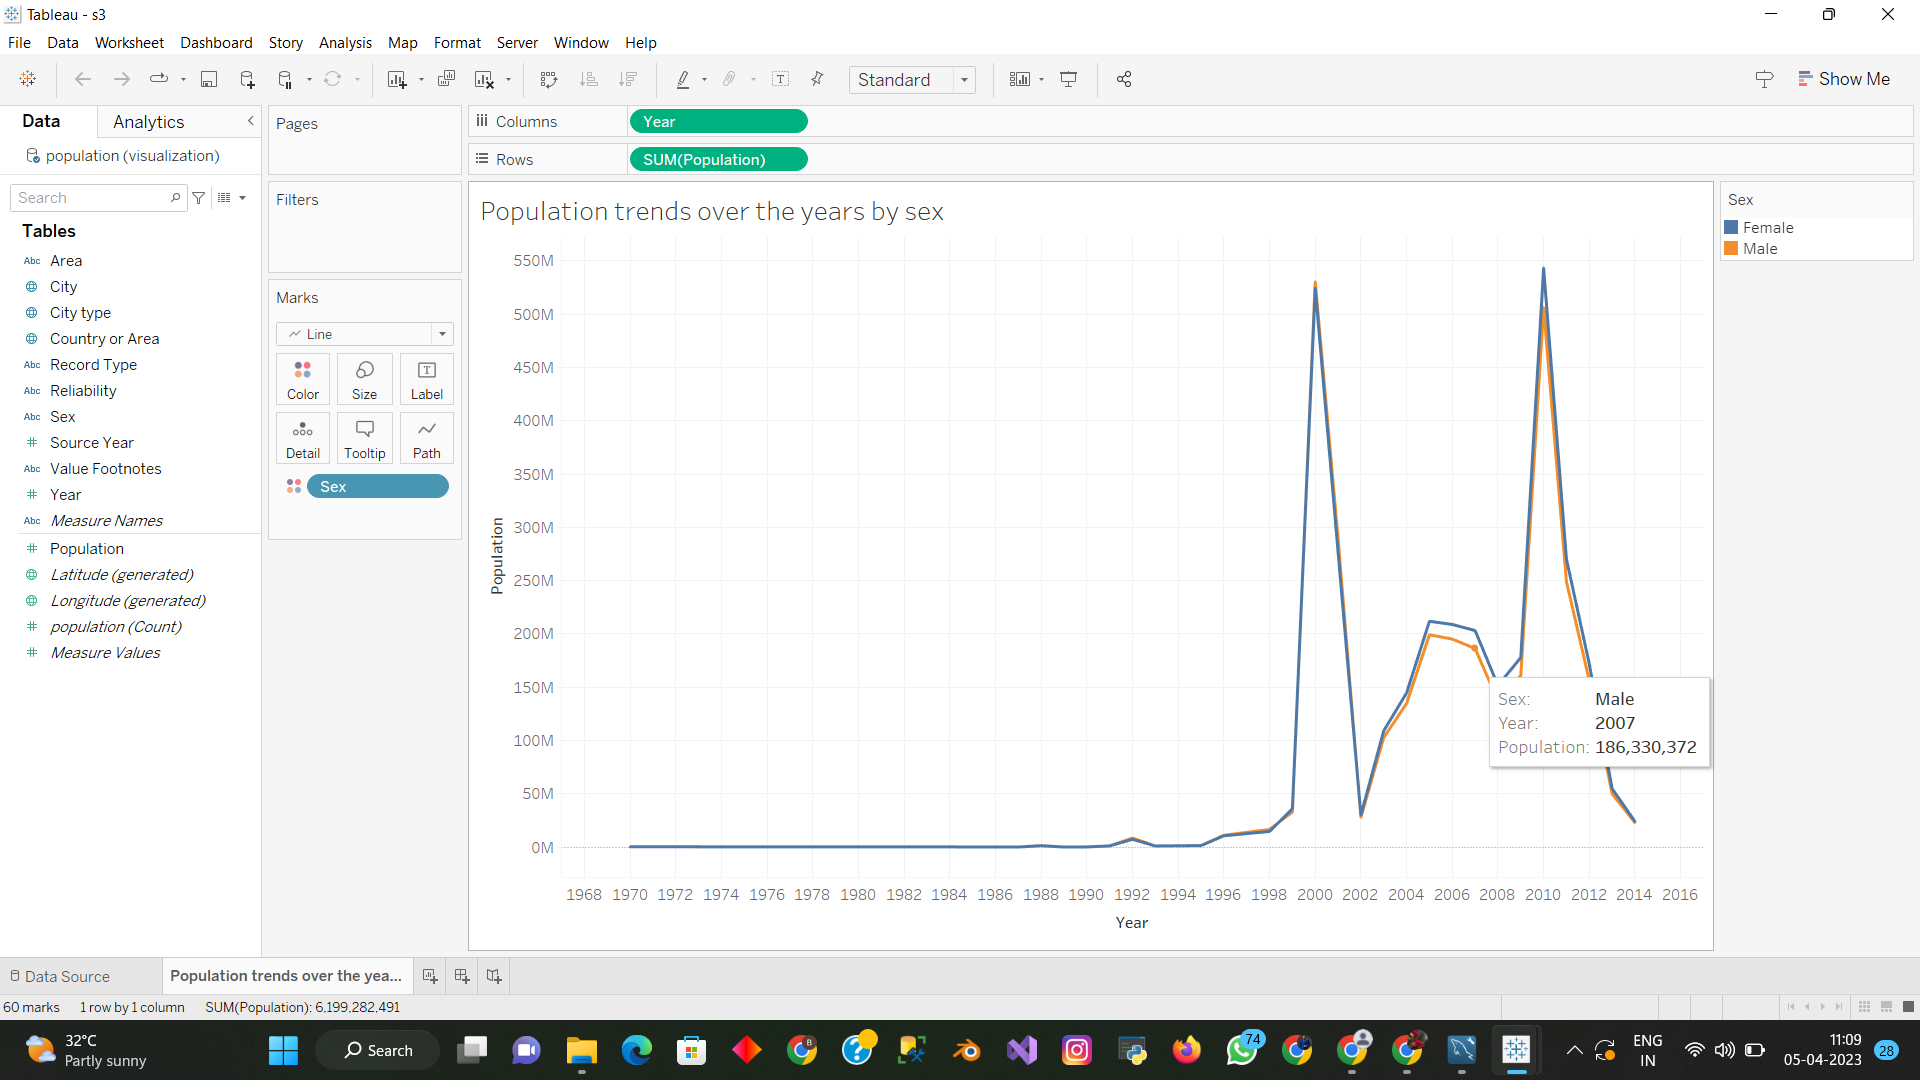 Tableau - s3
File Data Worksheet Dashboard Story Analysis Map Format Server Window Help
Standard
Show Me
Data
Analytics
population (visualization)
Search
Tables
Abc Area
City
City type
Country or Area
Abc Record Type
Abc Reliability
Abc Sex
# Source Year
Abc Value Footnotes
# Year
Abc Measure Names
# Population
Latitude (generated)
Longitude (generated)
# population (Count)
# Measure Values
Pages
Filters
Marks
Line
Color Size Label
Detail Tooltip Path
Sex
Columns
Year
Rows
SUM(Population)
Population trends over the years by sex
550M
500M
450M
400M
350M
300M
250M
200M
150M
100M
50M
0M
Population
1968 1970 1972 1974 1976 1978 1980 1982 1984 1986 1988 1990 1992 1994 1996 1998 2000 2002 2004 2006 2008 2010 2012 2014 2016
Year
Sex: Male
Year: 2007
Population: 186,330,372
Sex
Female
Male
Data Source
Population trends over the yea...
60 marks 1 row by 1 column SUM(Population): 6,199,282,491
32°C
Partly sunny
Search
74
ENG
IN
11:09
05-04-2023
28